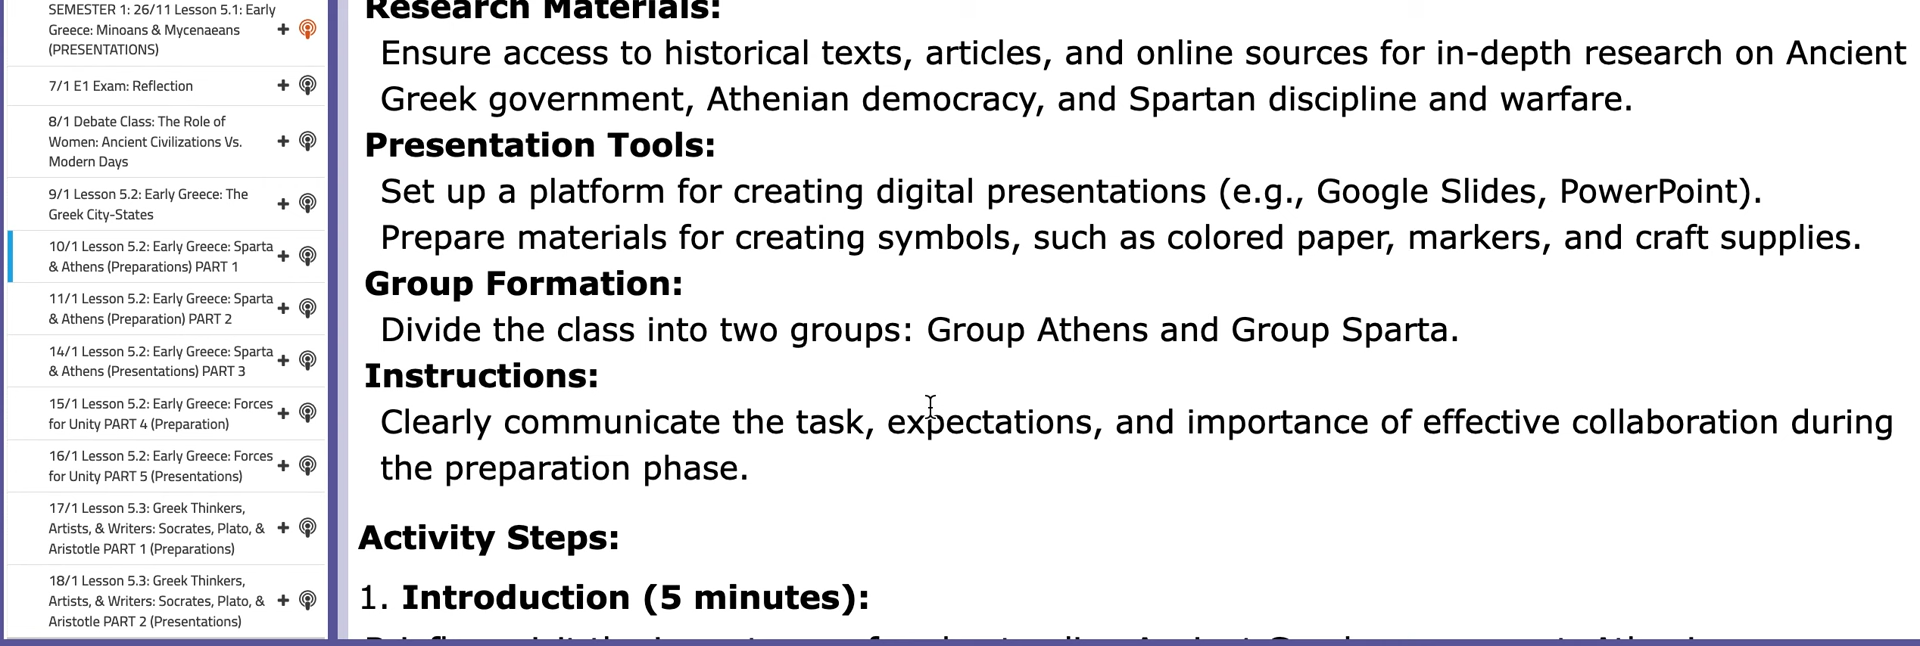 SEMESTER 1: 26/11 Lesson 5.1: Early
Greece: Minoans & Mycenaeans
(PRESENTATIONS)
7/1 E1 Exam: Reflection
8/1 Debate Class: The Role of
Women: Ancient Civilizations Vs.
Modern Days
9/1 Lesson 5.2: Early Greece: The
Greek City-States
10/1 Lesson 5.2: Early Greece: Sparta
& Athens (Preparations) PART 1
11/1 Lesson 5.2: Early Greece: Sparta
& Athens (Preparation) PART 2
14/1 Lesson 5.2: Early Greece: Sparta
& Athens (Presentations) PART 3
15/1 Lesson 5.2: Early Greece: Forces
for Unity PART 4 (Preparation)
16/1 Lesson 5.2: Early Greece: Forces
for Unity PART 5 (Presentations)
17/1 Lesson 5.3: Greek Thinkers,
Artists, & Writers: Socrates, Plato, &
Aristotle PART 1 (Preparations)
18/1 Lesson 5.3: Greek Thinkers,
Artists, & Writers: Socrates, Plato, &
Aristotle PART 2 (Presentations)
Research Materials:
Ensure access to historical texts, articles, and online sources for in-depth research on Ancient
Greek government, Athenian democracy, and Spartan discipline and warfare.
Presentation Tools:
Set up a platform for creating digital presentations (e.g., Google Slides, PowerPoint).
Prepare materials for creating symbols, such as colored paper, markers, and craft supplies.
Group Formation:
Divide the class into two groups: Group Athens and Group Sparta.
Instructions:
Clearly communicate the task, expectations, and importance of effective collaboration during
the preparation phase.
Activity Steps:
1. Introduction (5 minutes):